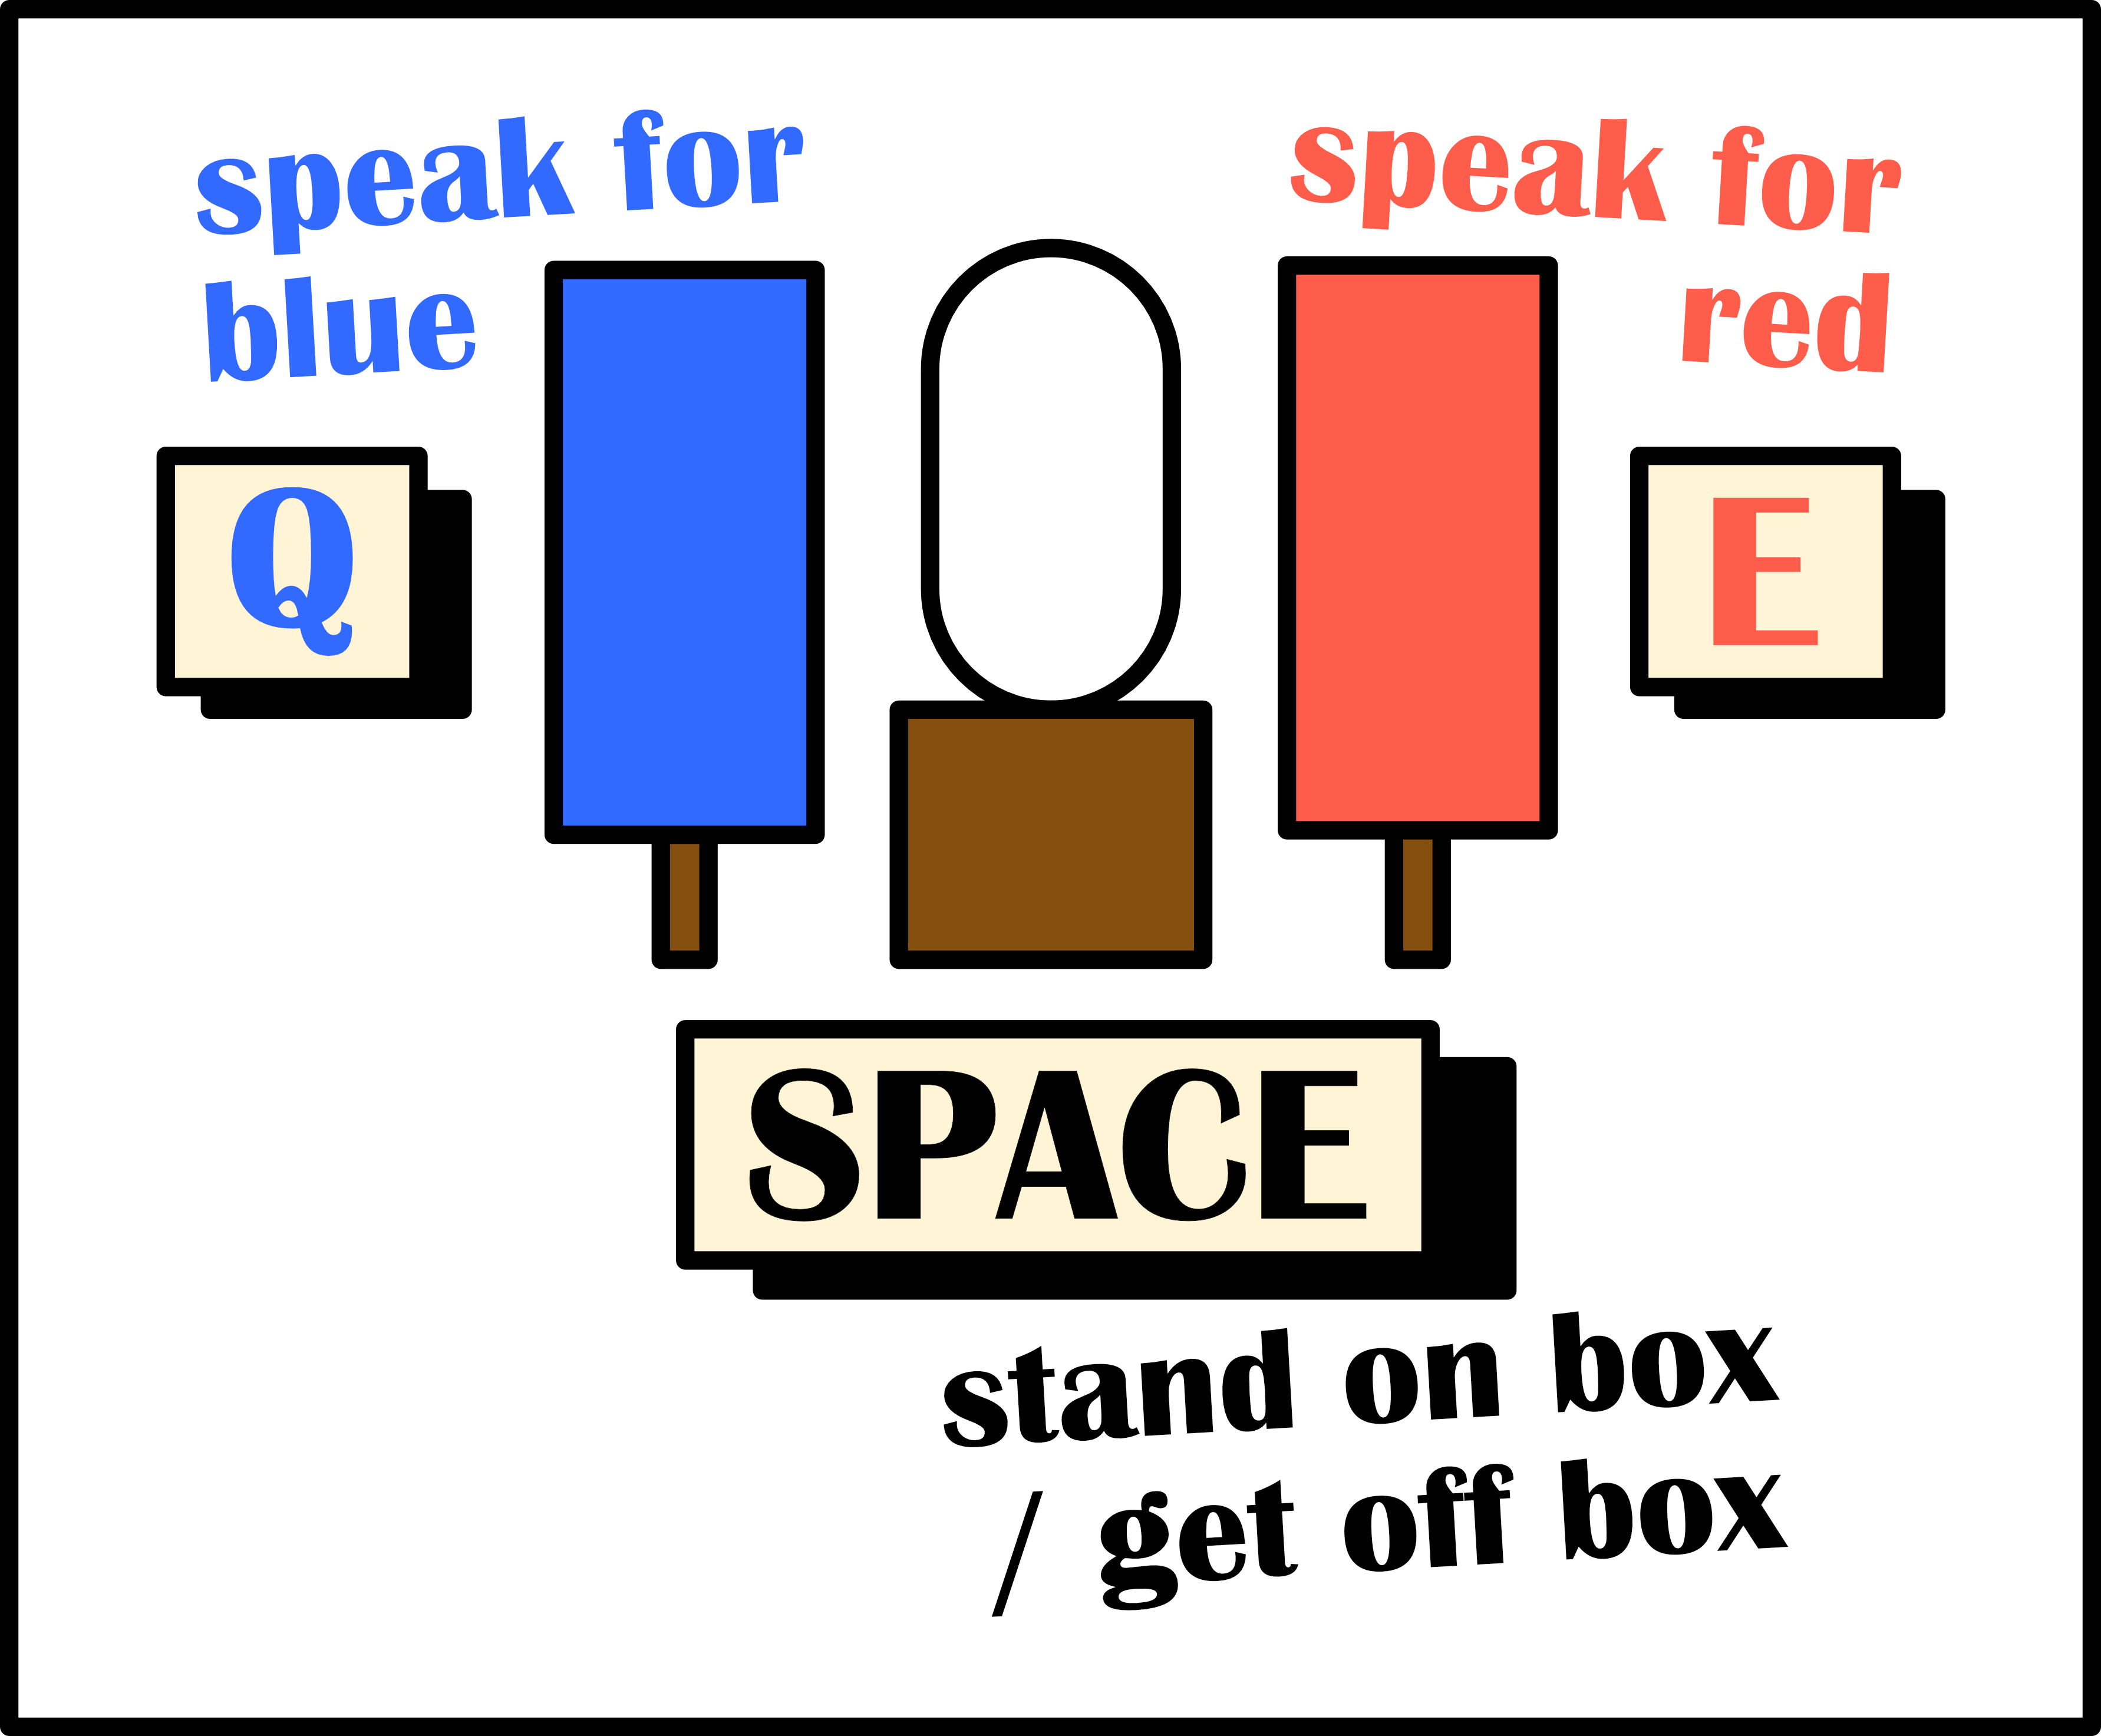 speak for
blue
speak for
red
Q
E
SPACE
stand on box
/ get off box